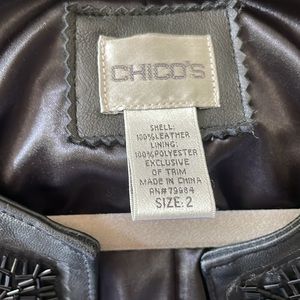 CHICO'S
SHELL:
100%LEATHER
LINING:
100%POLYESTER
EXCLUSIVE
OF TRIM
MADE IN CHINA
RN#79984
SIZE: 2